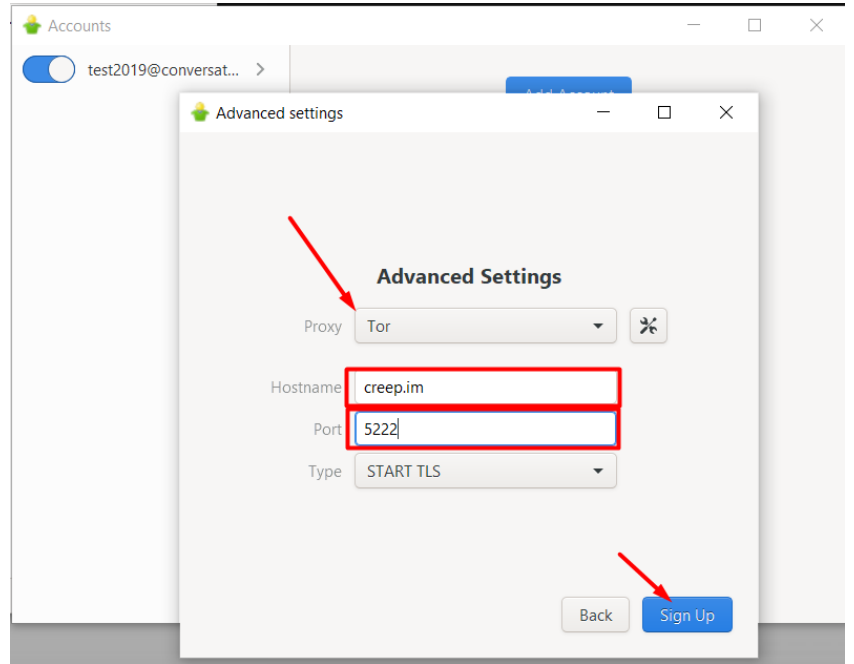 Accounts
test2019@conversat...
Advanced settings
Advanced Settings
Proxy Tor
Hostname creep.im
Port 5222
Type START TLS
Back Sign Up